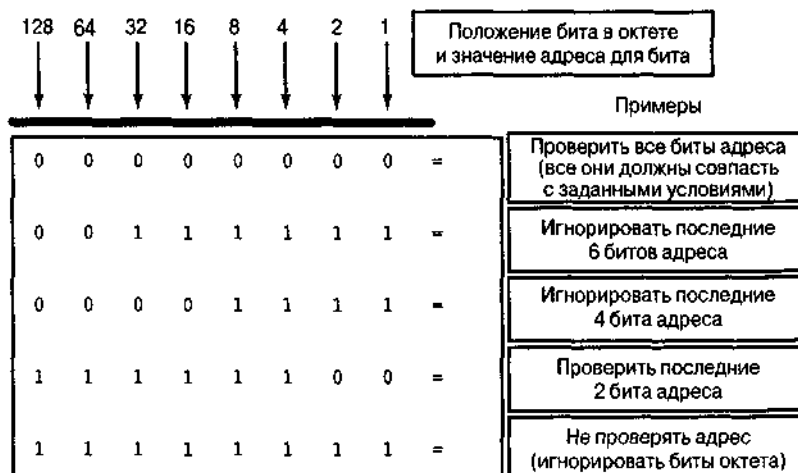 128 64 32 16 8 4 2 1
Положение бита в октете
и значение адреса для бита
Примеры
0 0 0 0 0 0 0 0 =
Проверить все биты адреса
(все они должны совпасть
с заданными условиями)
0 0 1 1 1 1 1 1 =
Игнорировать последние
6 битов адреса
0 0 0 0 1 1 1 1 =
Игнорировать последние
4 бита адреса
1 1 1 1 1 1 0 0 =
Проверить последние
2 бита адреса
1 1 1 1 1 1 1 1 =
Не проверять адрес
(игнорировать биты октета)